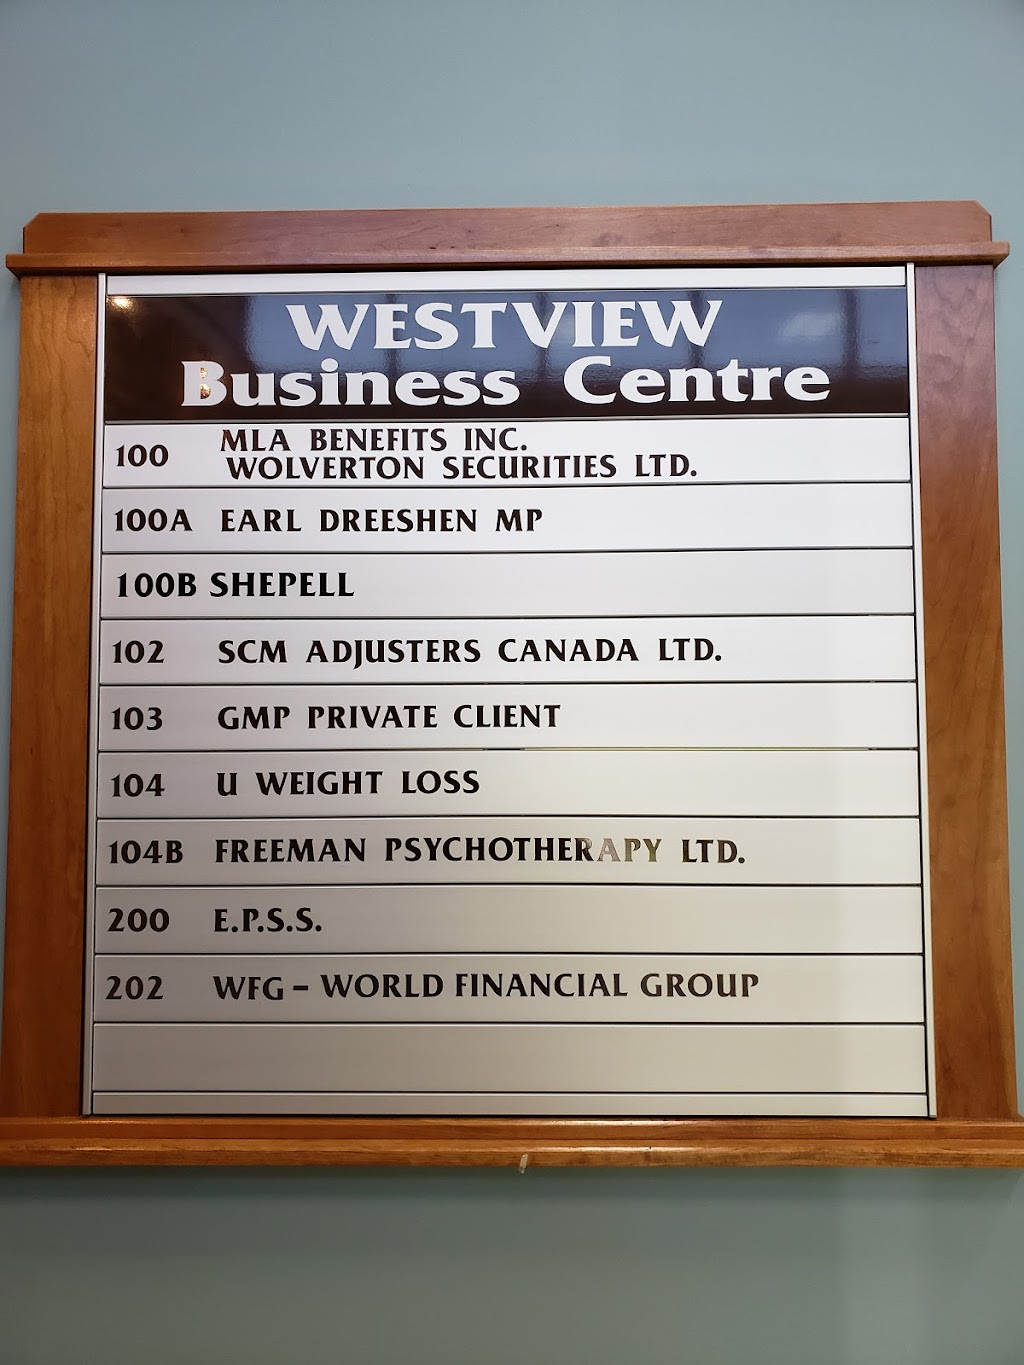 WESTVIEW
Business Centre
100 MLA BENEFITS INC.
WOLVERTON SECURITIES LTD.
100A EARL DREESHEN MP
100B SHEPELL
102 SCM ADJUSTERS CANADA LTD.
103 GMP PRIVATE CLIENT
104 U WEIGHT LOSS
104B FREEMAN PSYCHOTHERAPY LTD.
200 E.P.S.S.
202 WFG – WORLD FINANCIAL GROUP